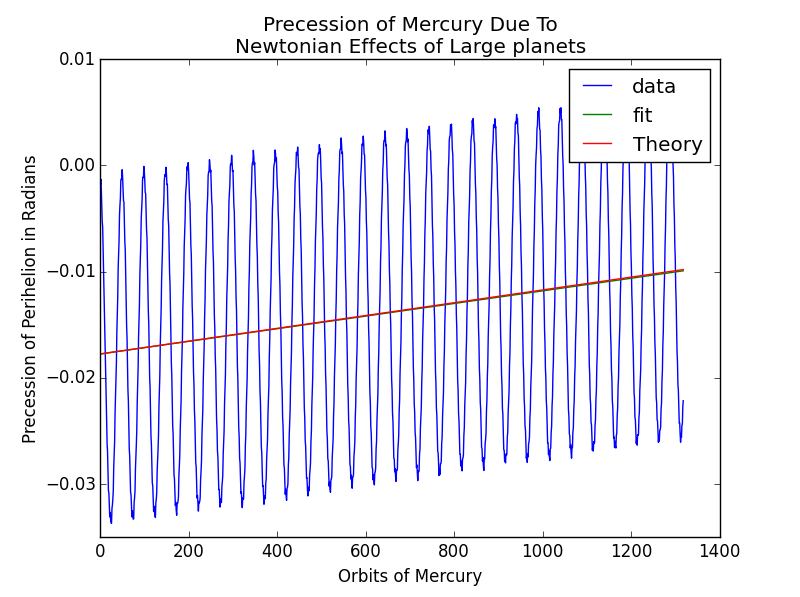 Precession of Mercury Due To
Newtonian Effects of Large planets
0.01
0.00
−0.01
−0.02
−0.03
Precession of Perihelion in Radians
data
fit
Theory
0 200 400 600 800 1000 1200 1400
Orbits of Mercury